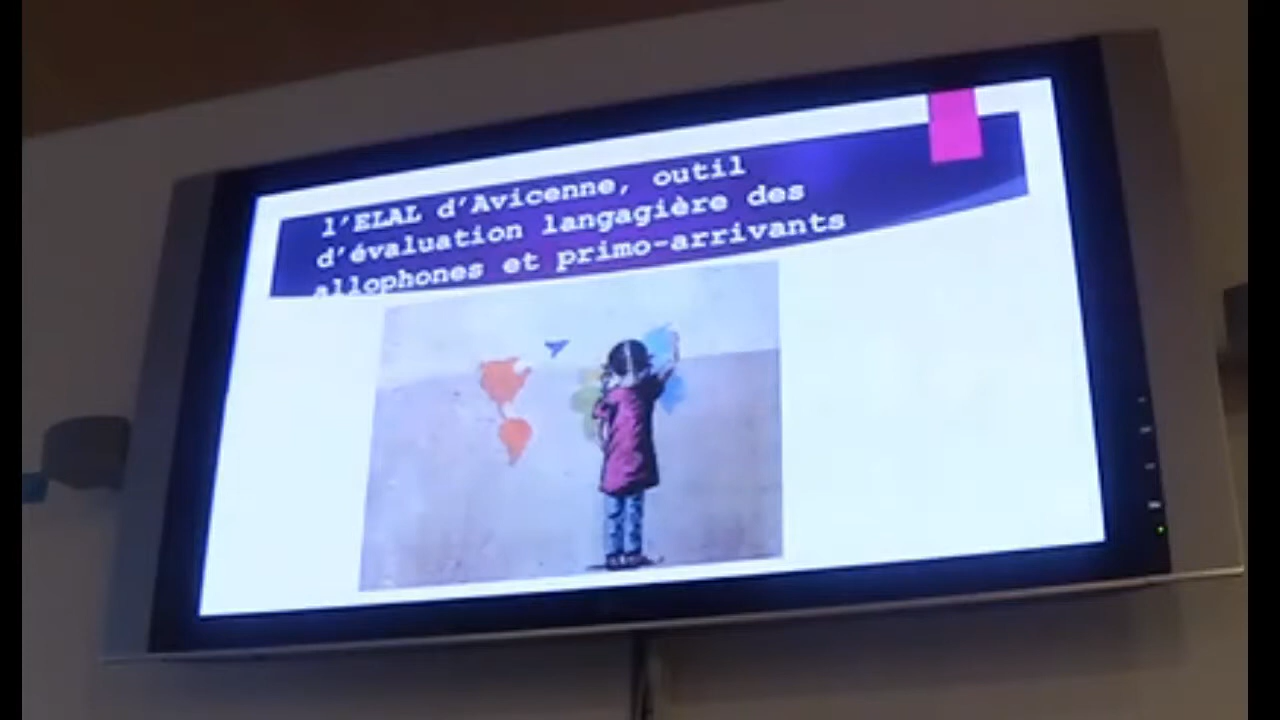 l'ELAL d'Avicenne, outil
d'évaluation langagière des
allophones et primo-arrivants